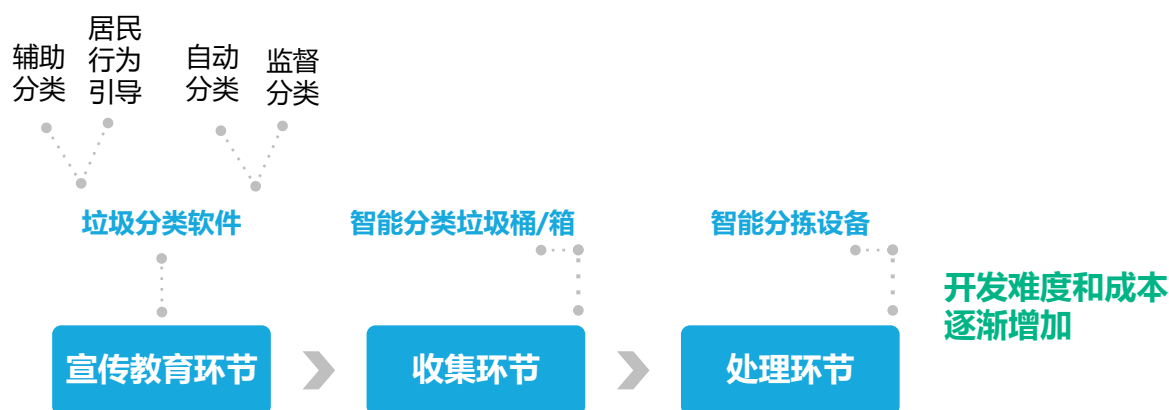 辅助
分类
居民
行为
引导
自动
分类
监督
分类
垃圾分类软件
智能分类垃圾桶/箱
智能分拣设备
开发难度和成本
逐渐增加
宣传教育环节
收集环节
处理环节